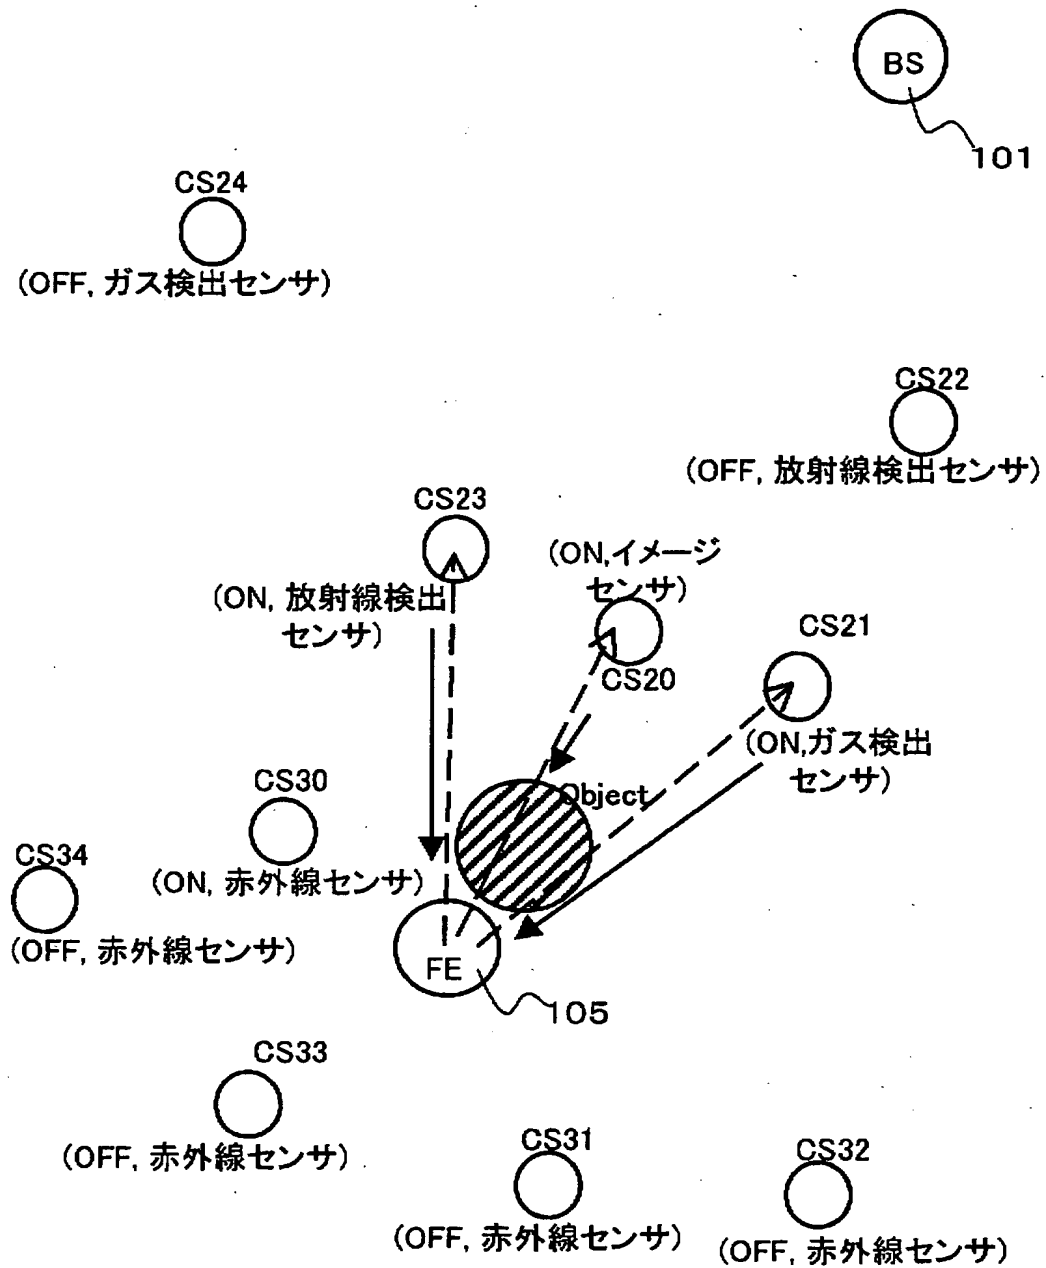 BS
101
CS24
(OFF, ガス検出センサ)
CS22
(OFF, 放射線検出センサ)
CS23
(ON, 放射線検出
センサ)
(ON,イメージ
センサ)
CS20
CS21
(ON,ガス検出
センサ)
Object
CS30
(ON, 赤外線センサ)
CS34
(OFF, 赤外線センサ)
FE
105
CS33
(OFF, 赤外線センサ)
CS31
(OFF, 赤外線センサ)
CS32
(OFF, 赤外線センサ)